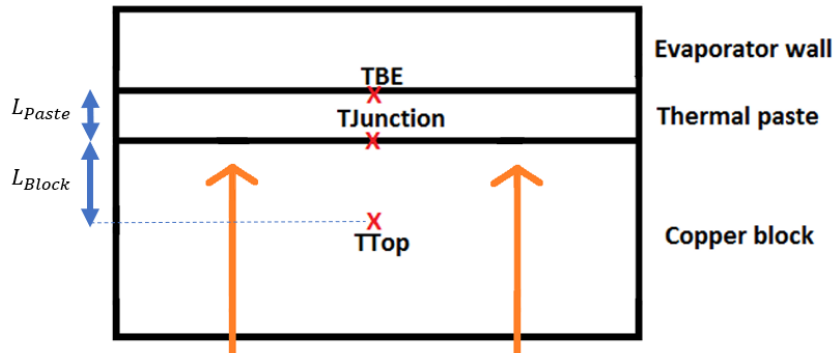 Evaporator wall
TBE
X
L_Paste
TJunction
Thermal paste
X
L_Block
X
TTop
Copper block